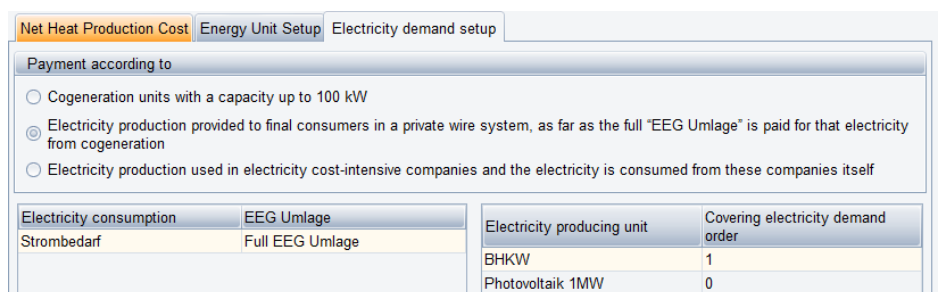 Net Heat Production Cost Energy Unit Setup Electricity demand setup
Payment according to
Cogeneration units with a capacity up to 100 kW
Electricity production provided to final consumers in a private wire system, as far as the full “EEG Umlage” is paid for that electricity
from cogeneration
Electricity production used in electricity cost-intensive companies and the electricity is consumed from these companies itself
Electricity consumption EEG Umlage
Strombedarf Full EEG Umlage
Electricity producing unit Covering electricity demand
order
BHKW 1
Photovoltaik 1MW 0